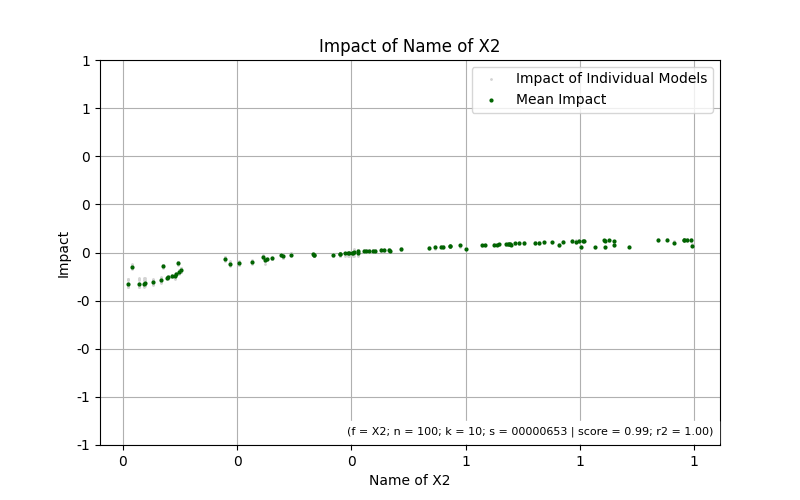 Impact of Name of X2
1
1
0
0
0
-0
-0
-1
-1
Impact
Impact of Individual Models
Mean Impact
(f = X2; n = 100; k = 10; s = 00000653 | score = 0.99; r2 = 1.00)
0 0 0 1 1 1
Name of X2